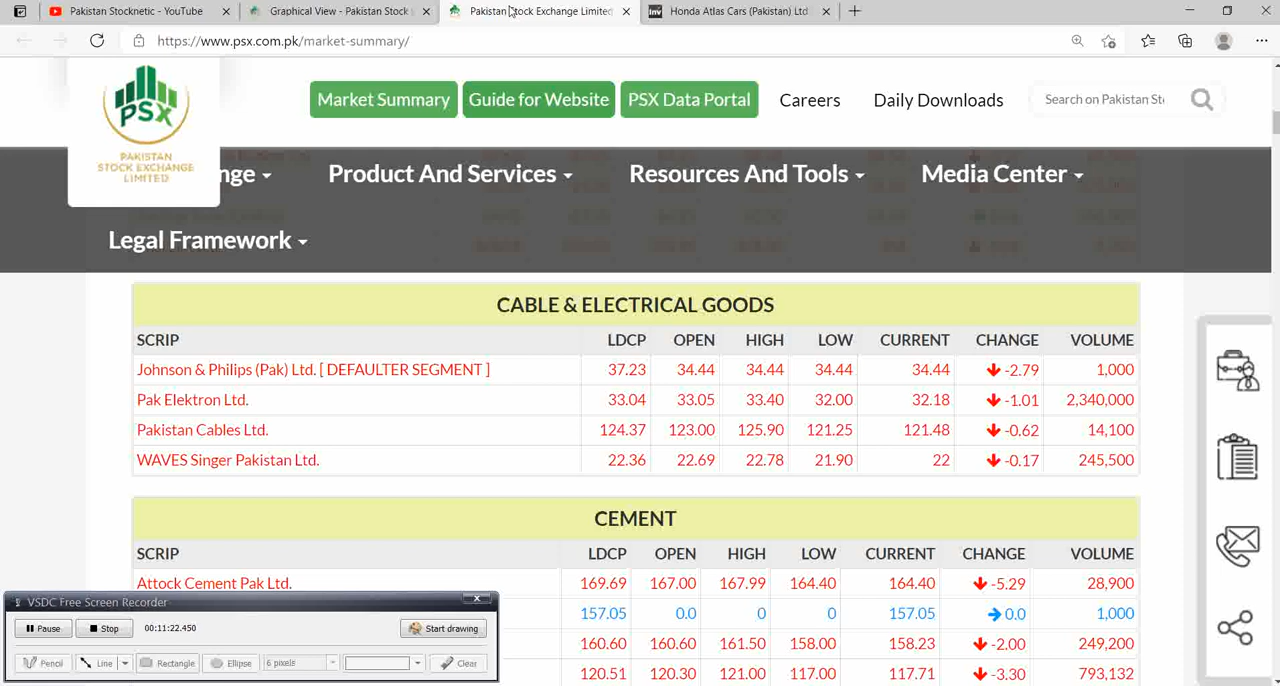 Pakistan Stocknetic - YouTube
Graphical View - Pakistan Stock
Pakistan Stock Exchange Limited
Honda Atlas Cars (Pakistan) Ltd
https://www.psx.com.pk/market-summary/
PSX
PAKISTAN
STOCK EXCHANGE
LIMITED
Market Summary
Guide for Website
PSX Data Portal
Careers
Daily Downloads
Search on Pakistan Sto
nge
Product And Services
Resources And Tools
Media Center
Legal Framework
CABLE & ELECTRICAL GOODS
SCRIP LDCP OPEN HIGH LOW CURRENT CHANGE VOLUME
Johnson & Philips (Pak) Ltd. [ DEFAULTER SEGMENT ] 37.23 34.44 34.44 34.44 34.44 -2.79 1,000
Pak Elektron Ltd. 33.04 33.05 33.40 32.00 32.18 -1.01 2,340,000
Pakistan Cables Ltd. 124.37 123.00 125.90 121.25 121.48 -0.62 14,100
WAVES Singer Pakistan Ltd. 22.36 22.69 22.78 21.90 22 -0.17 245,500
CEMENT
SCRIP LDCP OPEN HIGH LOW CURRENT CHANGE VOLUME
Attock Cement Pak Ltd. 169.69 167.00 167.99 164.40 164.40 -5.29 28,900
157.05 0.0 0 0 157.05 0.0 1,000
160.60 160.60 161.50 158.00 158.23 -2.00 249,200
120.51 120.30 121.00 117.00 117.71 -3.30 793,132
VSDC Free Screen Recorder
Pause
Stop
00:11:22.450
Start drawing
Pencil
Line
Rectangle
Ellipse
6 pixels
Clear